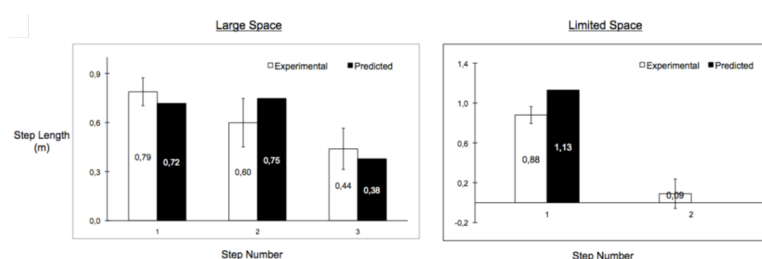 Large Space
Limited Space
Experimental Predicted
0,9
0,6
0,3
0,0
Step Length
(m)
0,79
0,72
0,60
0,75
0,44
0,38
1 2 3
Step Number
Experimental Predicted
1,4
1,0
0,6
0,2
-0,2
0,88
1,13
0,09
1 2
Step Number